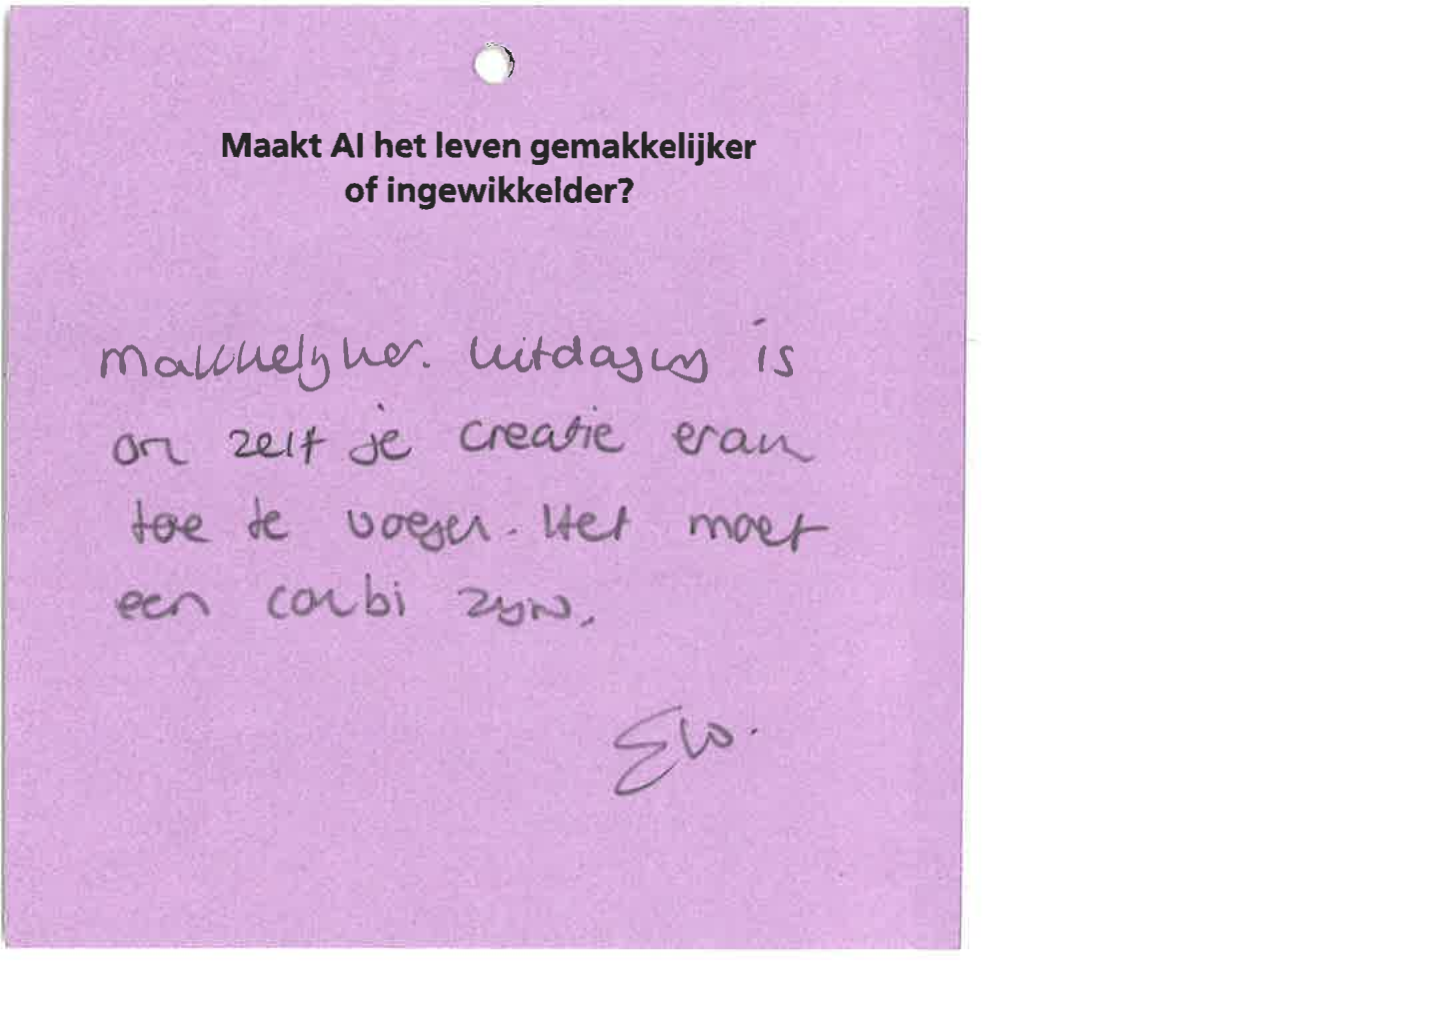 Maakt AI het leven gemakkelijker
of ingewikkelder?
makkelijker. Uitdaging is
om zelf je creatie eraan
toe te voegen. Het moet
een combi zijn.